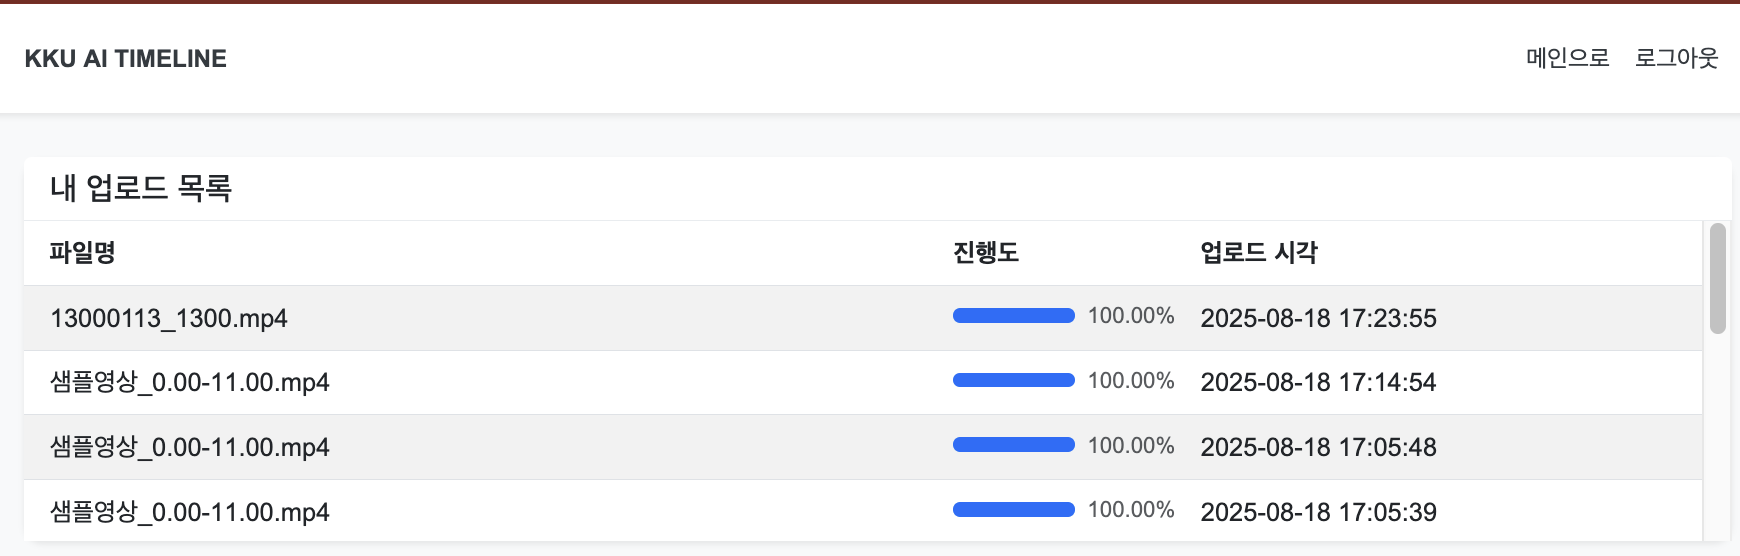 KKU AI TIMELINE 메인으로 로그아웃
내 업로드 목록
파일명 진행도 업로드 시각
13000113_1300.mp4 100.00% 2025-08-18 17:23:55
샘플영상_0.00-11.00.mp4 100.00% 2025-08-18 17:14:54
샘플영상_0.00-11.00.mp4 100.00% 2025-08-18 17:05:48
샘플영상_0.00-11.00.mp4 100.00% 2025-08-18 17:05:39